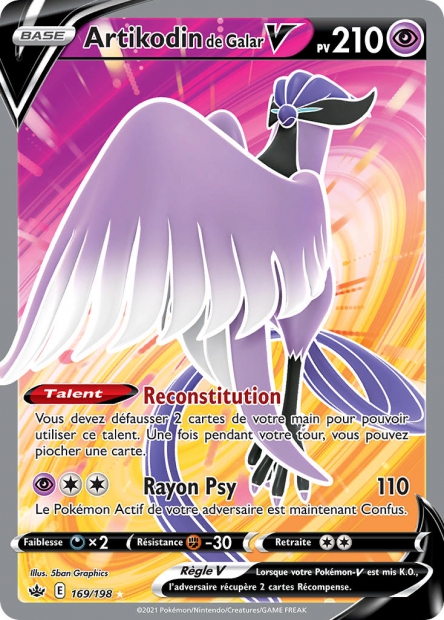 BASE Artikodin de Galar V PV 210
Talent Reconstitution
Vous devez défausser 2 cartes de votre main pour pouvoir
utiliser ce talent. Une fois pendant votre tour, vous pouvez
piocher une carte.
Rayon Psy 110
Le Pokémon Actif de votre adversaire est maintenant Confus.
Faiblesse ×2 Résistance -30 Retraite
Illus. 5ban Graphics
Règle V Lorsque votre Pokémon-V est mis K.O.,
l'adversaire récupère 2 cartes Récompense.
E 169/198
©2021 Pokémon/Nintendo/Creatures/GAME FREAK